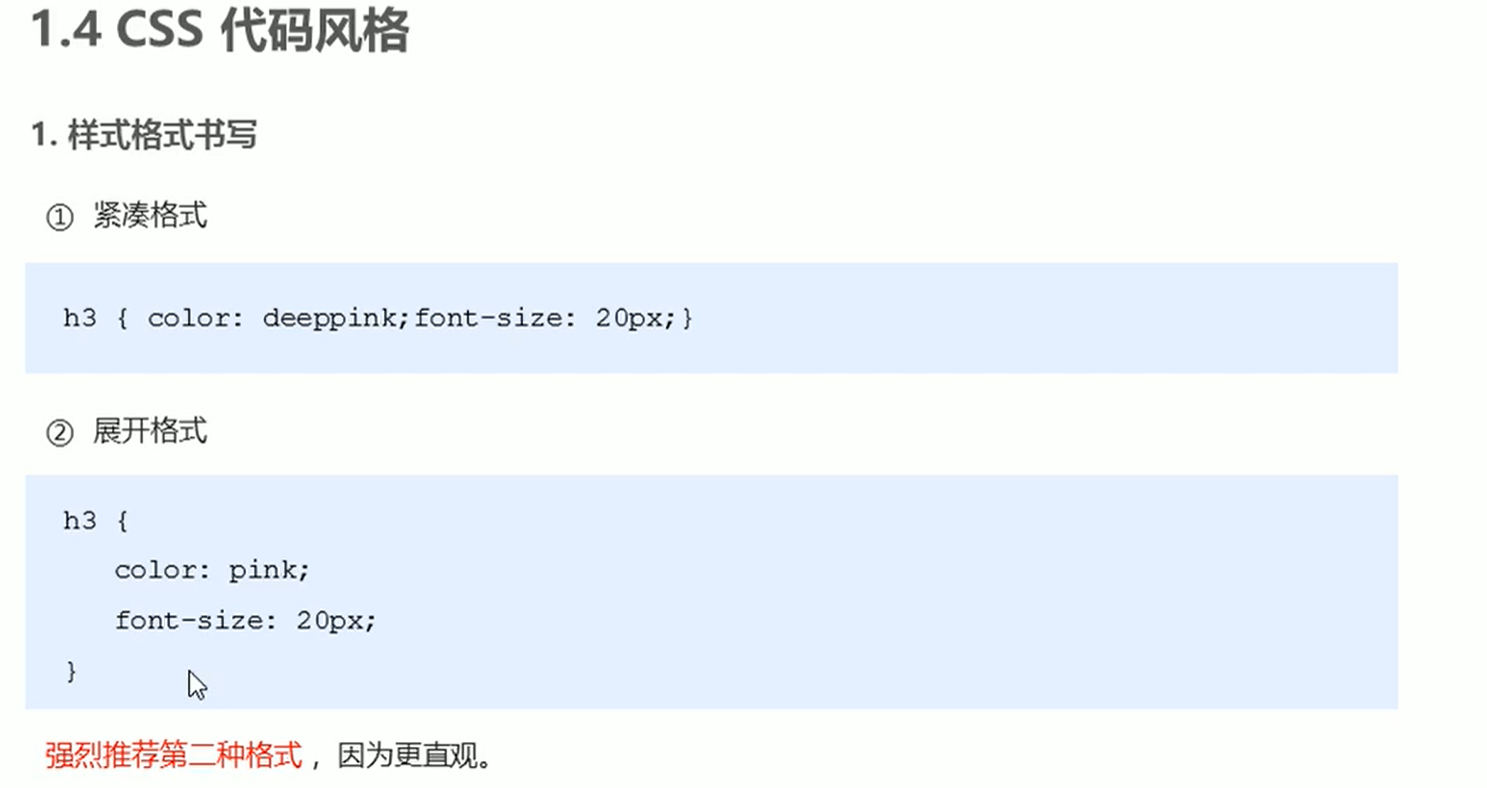 1.4 CSS 代码风格
1. 样式格式书写
① 紧凑格式
h3 { color: deeppink;font-size: 20px;}
② 展开格式
h3 {
color: pink;
font-size: 20px;
}
强烈推荐第二种格式，因为更直观。